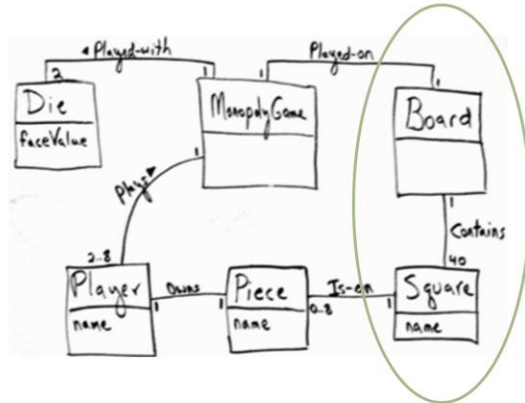 ◄Played-with
Played-on
2
1
1
1
Die
faceValue
MonopolyGame
Board
1
1
Plays►
Contains
2-8
40
Player
name
Owns
1
1
Piece
name
Is-on
0-8
1
Square
name